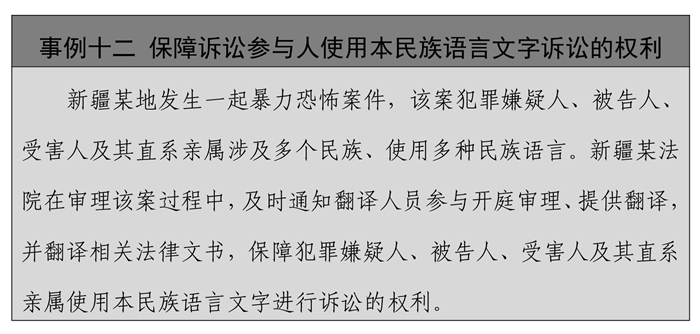 事例十二 保障诉讼参与人使用本民族语言文字诉讼的权利
新疆某地发生一起暴力恐怖案件，该案犯罪嫌疑人、被告人、
受害人及其直系亲属涉及多个民族、使用多种民族语言。新疆某法
院在审理该案过程中，及时通知翻译人员参与开庭审理、提供翻译，
并翻译相关法律文书，保障犯罪嫌疑人、被告人、受害人及其直系
亲属使用本民族语言文字进行诉讼的权利。